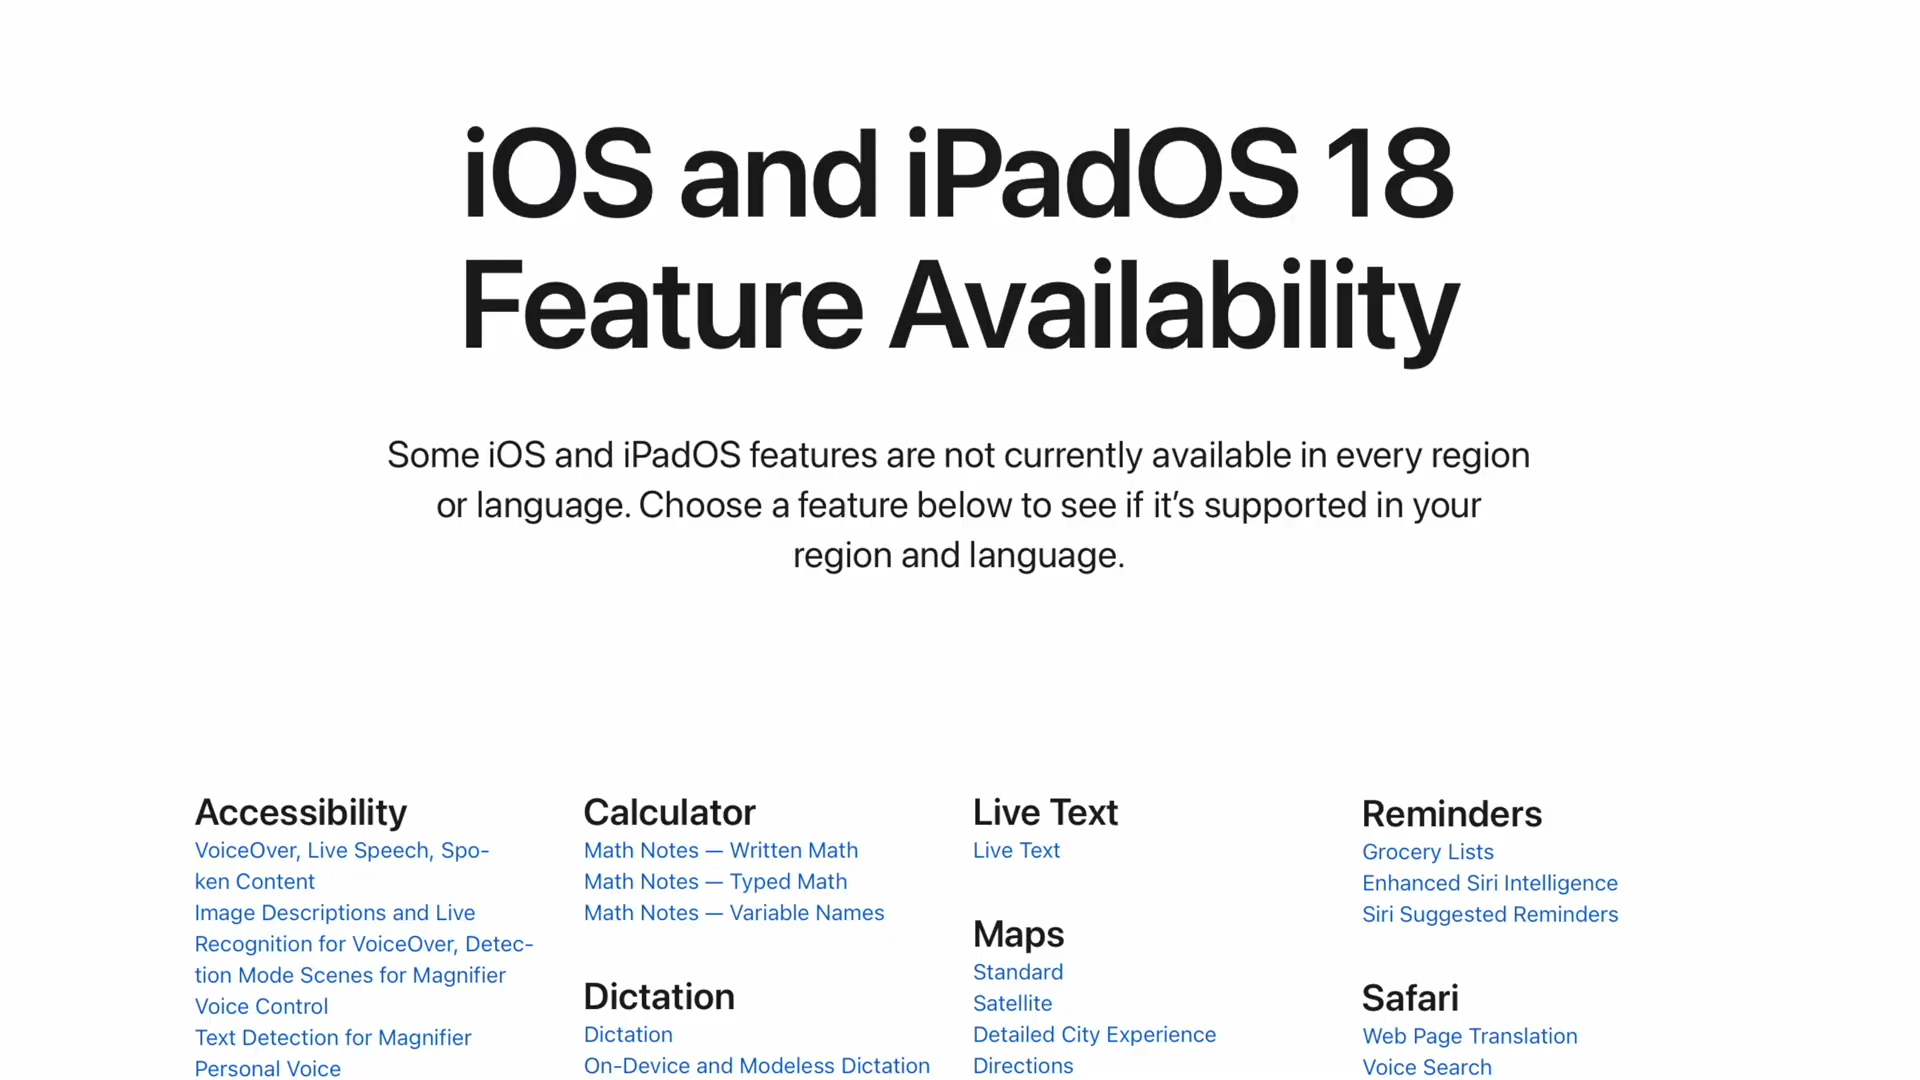 iOS and iPadOS 18
Feature Availability
Some iOS and iPadOS features are not currently available in every region
or language. Choose a feature below to see if it’s supported in your
region and language.
Accessibility
VoiceOver, Live Speech, Spo-
ken Content
Image Descriptions and Live
Recognition for VoiceOver, Detec-
tion Mode Scenes for Magnifier
Voice Control
Text Detection for Magnifier
Personal Voice
Calculator
Math Notes — Written Math
Math Notes — Typed Math
Math Notes — Variable Names
Dictation
Dictation
On-Device and Modeless Dictation
Live Text
Live Text
Maps
Standard
Satellite
Detailed City Experience
Directions
Reminders
Grocery Lists
Enhanced Siri Intelligence
Siri Suggested Reminders
Safari
Web Page Translation
Voice Search